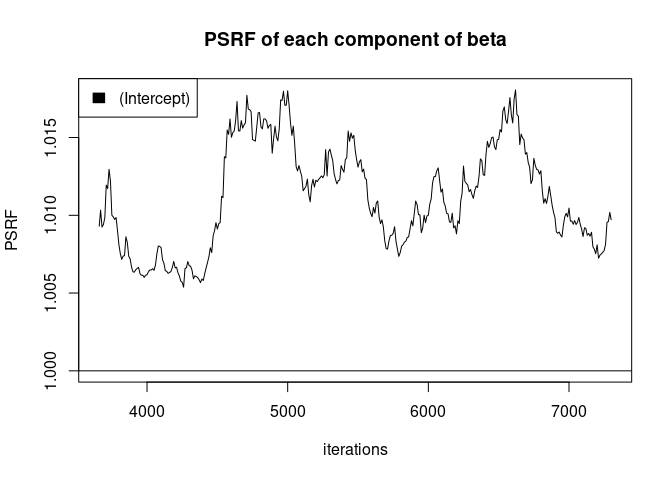 PSRF of each component of beta
(Intercept)
PSRF
1.015
1.010
1.005
1.000
4000 5000 6000 7000
iterations